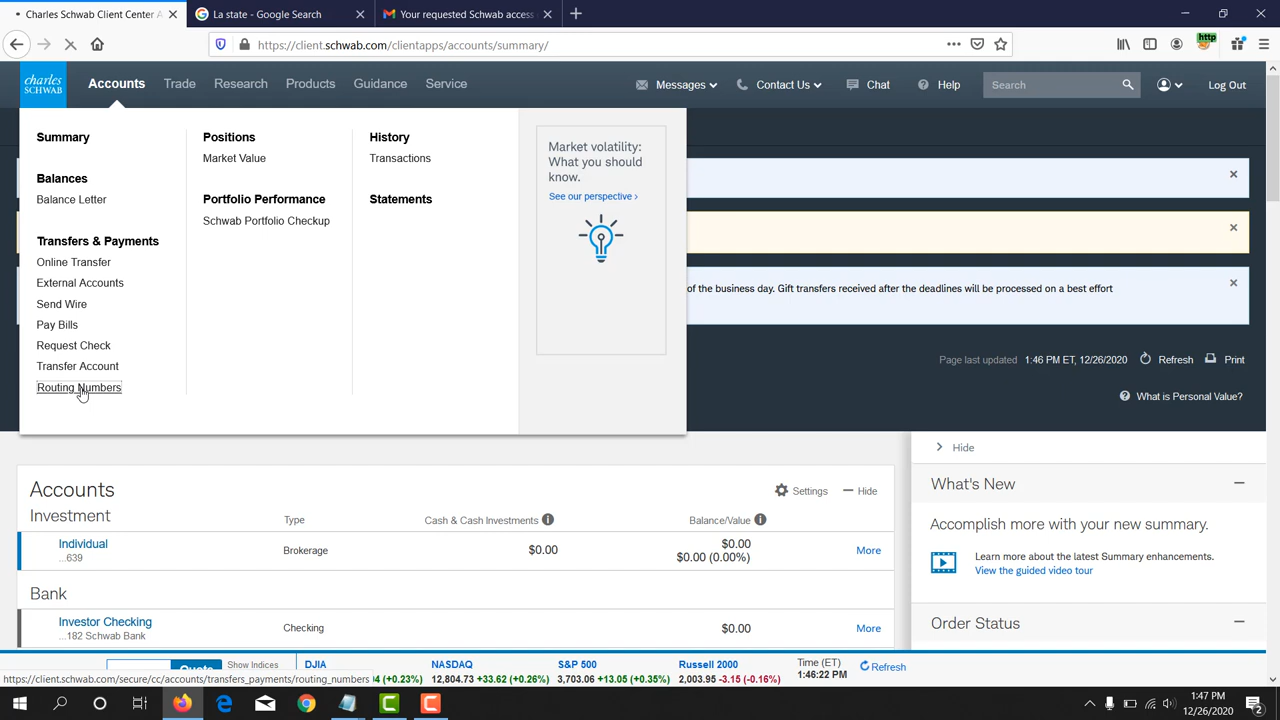 Charles Schwab Client Center A
La state - Google Search
Your requested Schwab access
https://client.schwab.com/clientapps/accounts/summary/
http
charles SCHWAB
Accounts
Trade
Research
Products
Guidance
Service
Messages
Contact Us
Chat
Help
Search
Log Out
Summary
Balances
Balance Letter
Transfers & Payments
Online Transfer
External Accounts
Send Wire
Pay Bills
Request Check
Transfer Account
Routing Numbers
Positions
Market Value
Portfolio Performance
Schwab Portfolio Checkup
History
Transactions
Statements
Market volatility:
What you should
know.
See our perspective ›
of the business day. Gift transfers received after the deadlines will be processed on a best effort
Page last updated 1:46 PM ET, 12/26/2020 Refresh Print
What is Personal Value?
Hide
Accounts
Settings
Hide
Investment
Type
Cash & Cash Investments
Balance/Value
Individual
...639
Brokerage
$0.00
$0.00
$0.00 (0.00%)
More
Bank
Investor Checking
...182 Schwab Bank
Checking
$0.00
More
What's New
Accomplish more with your new summary.
Learn more about the latest Summary enhancements.
View the guided video tour
Order Status
Quote
Show Indices
DJIA
(+0.23%)
NASDAQ
12,804.73 +33.62 (+0.26%)
S&P 500
3,703.06 +13.05 (+0.35%)
Russell 2000
2,003.95 -3.15 (-0.16%)
Time (ET)
1:46:22 PM
Refresh
https://client.schwab.com/secure/cc/accounts/transfers_payments/routing_numbers
1:47 PM
12/26/2020
2